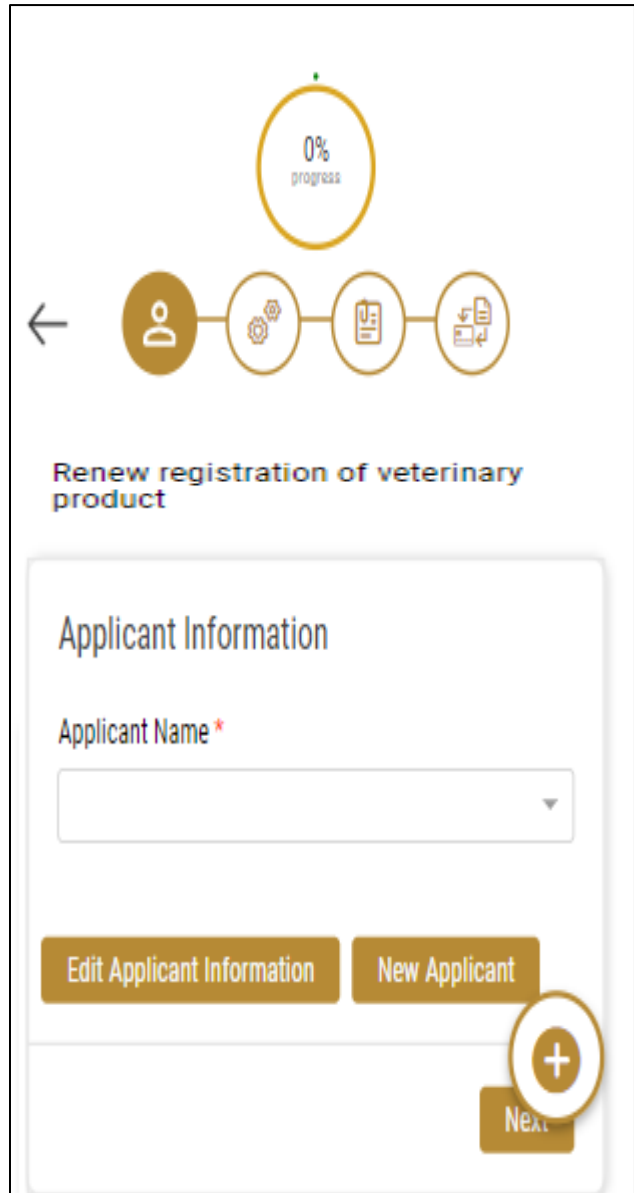 0%
progress
Renew registration of veterinary
product
Applicant Information
Applicant Name *
Edit Applicant Information
New Applicant
Next